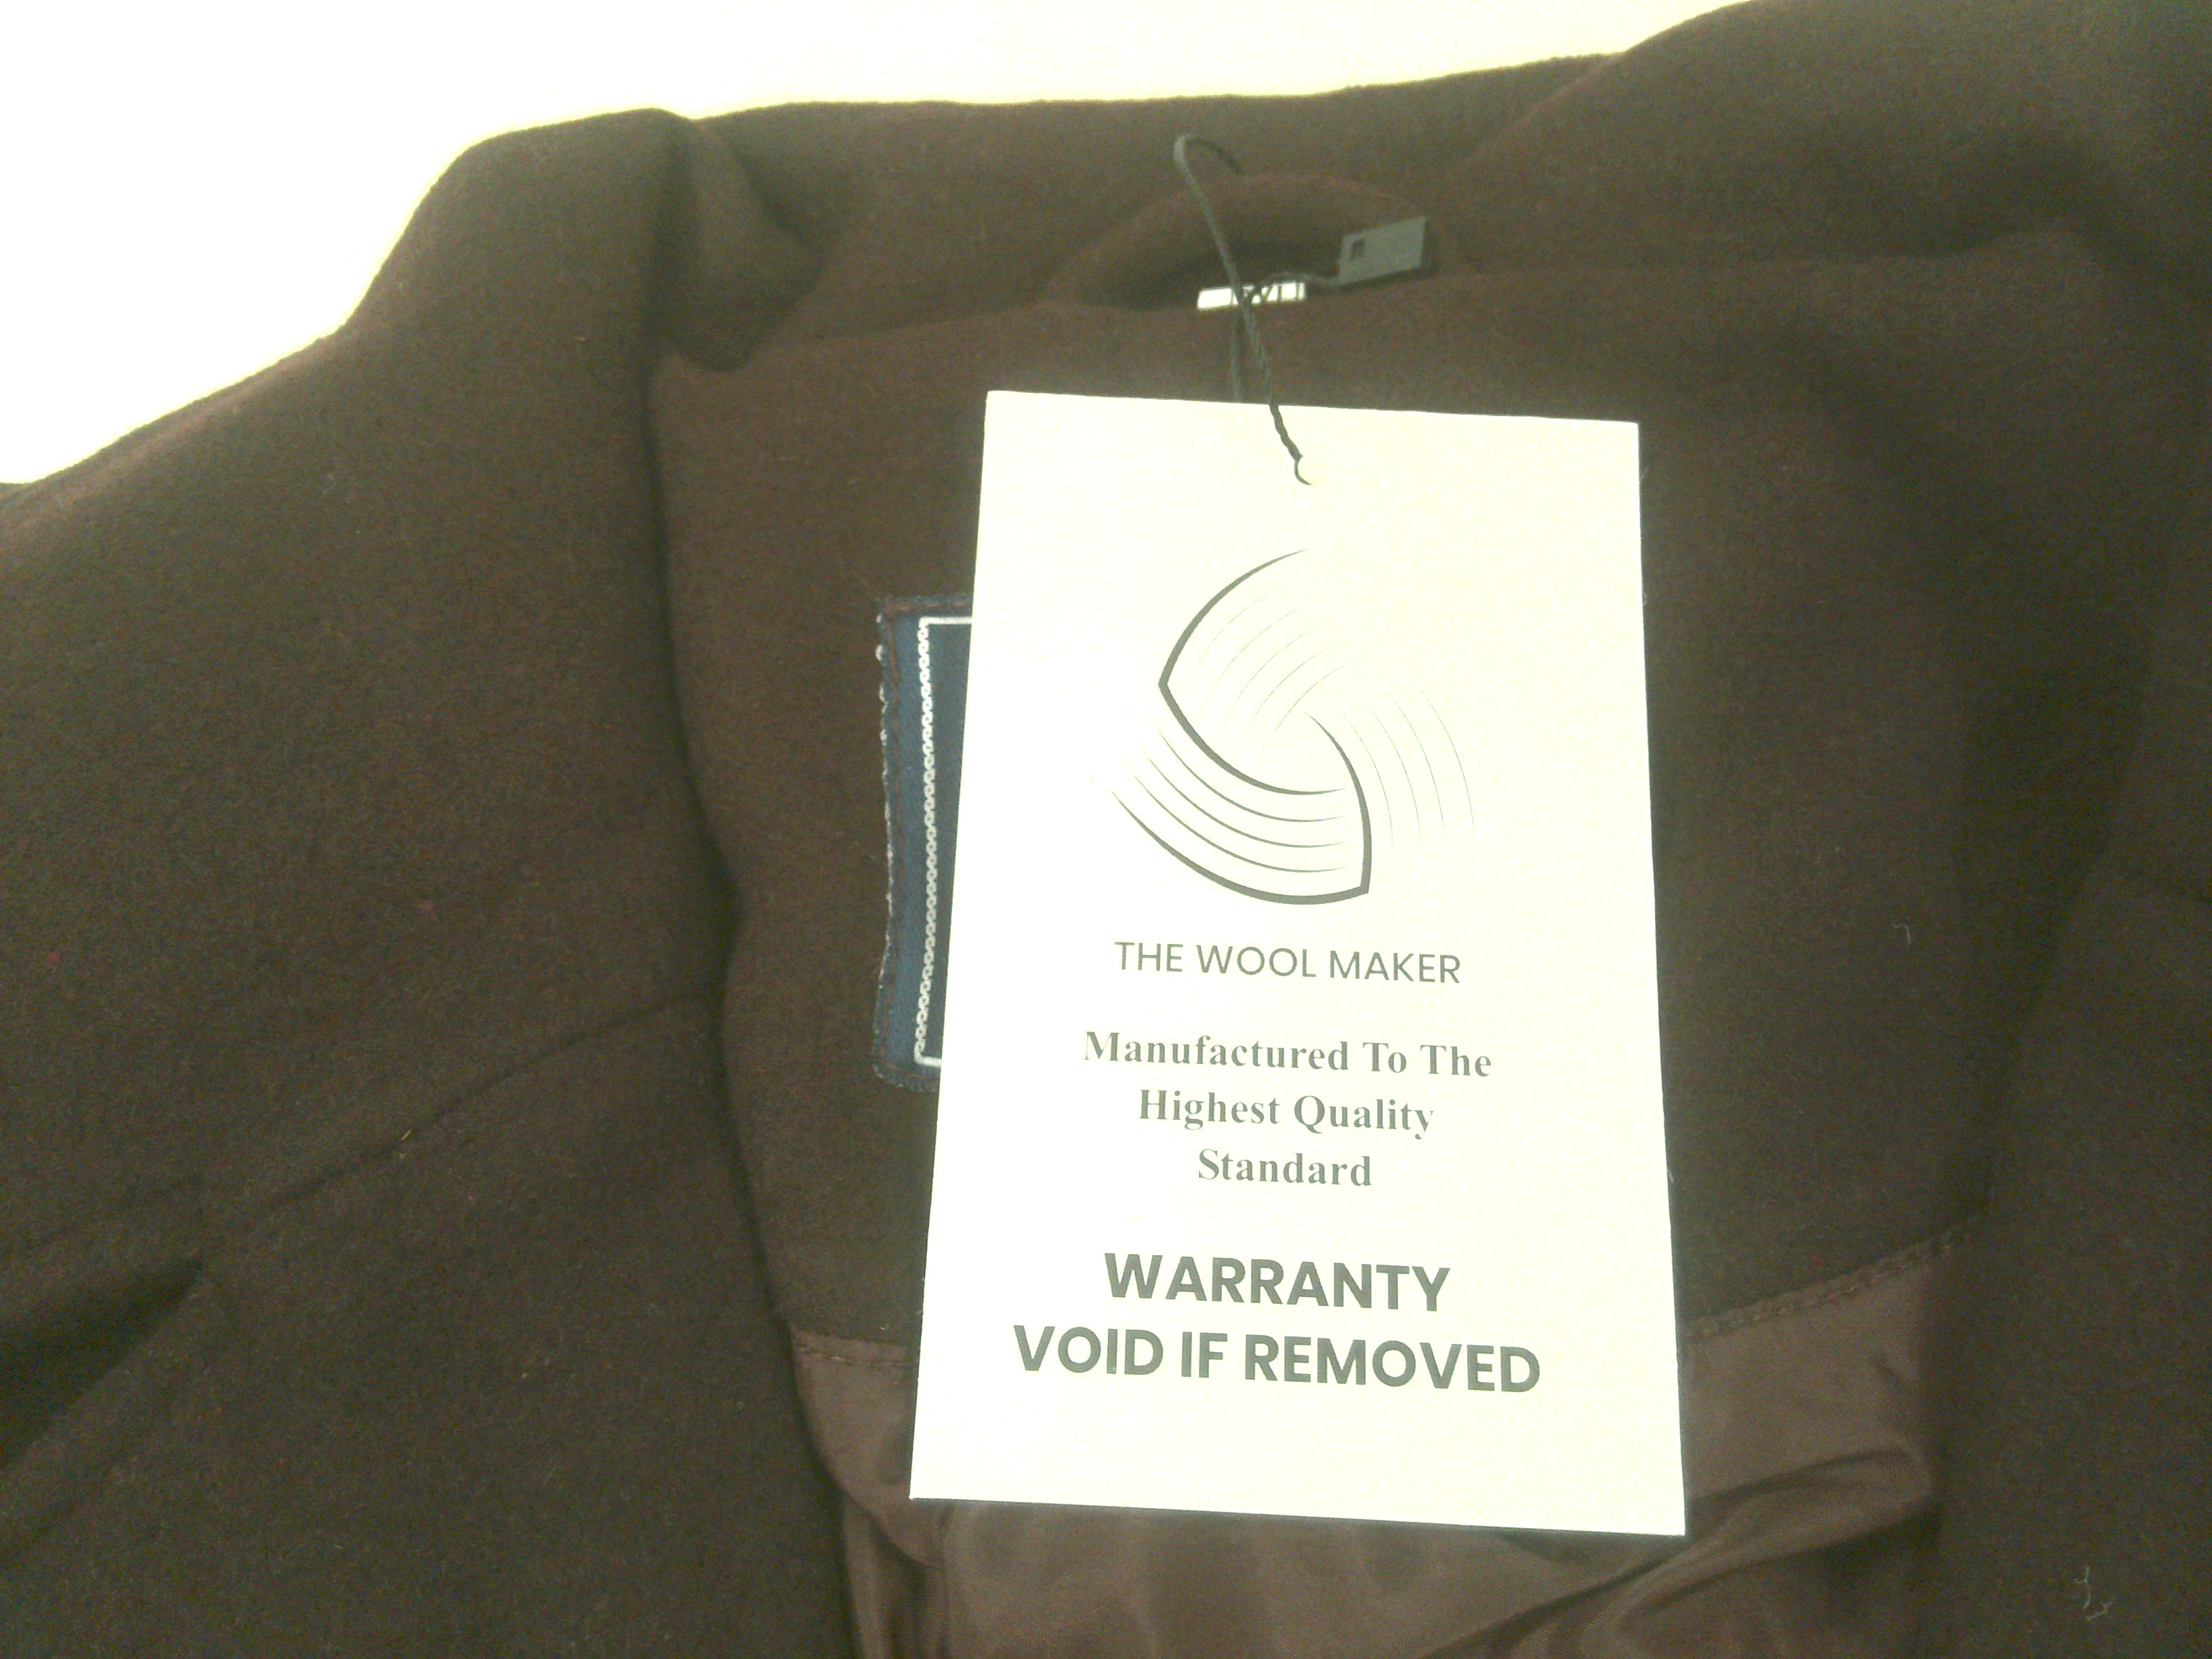 THE WOOL MAKER
Manufactured To The
Highest Quality
Standard
WARRANTY
VOID IF REMOVED